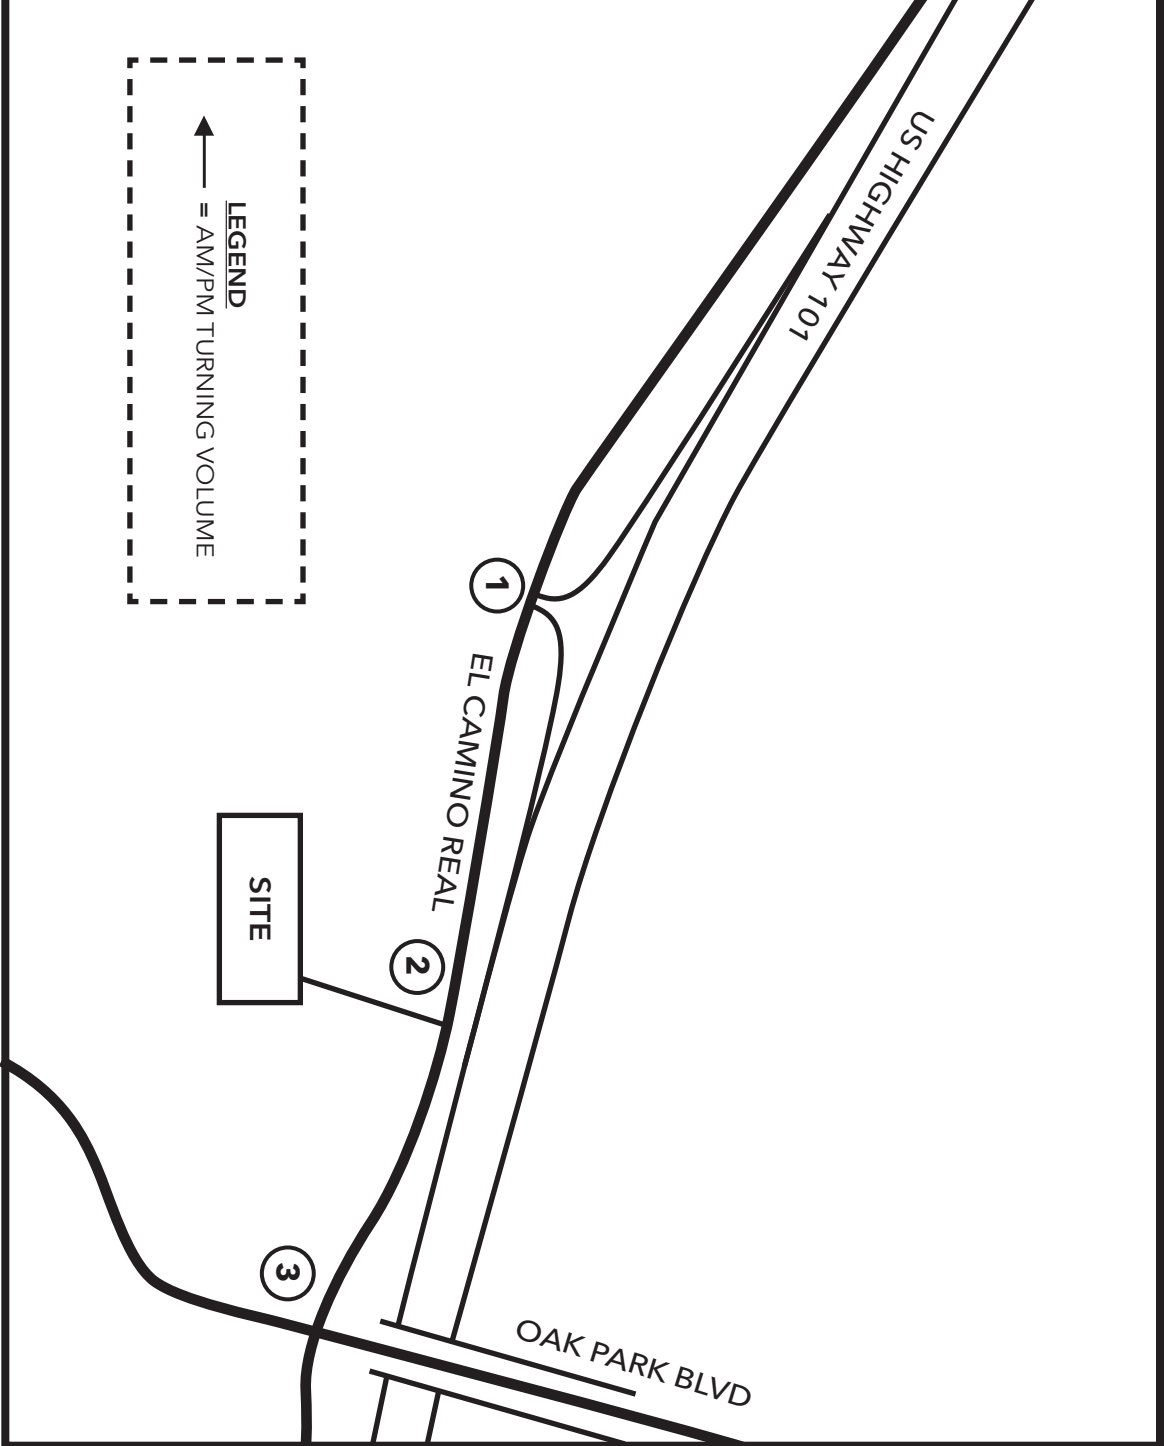 US HIGHWAY 101
LEGEND
= AM/PM TURNING VOLUME
1
EL CAMINO REAL
SITE
2
3
OAK PARK BLVD